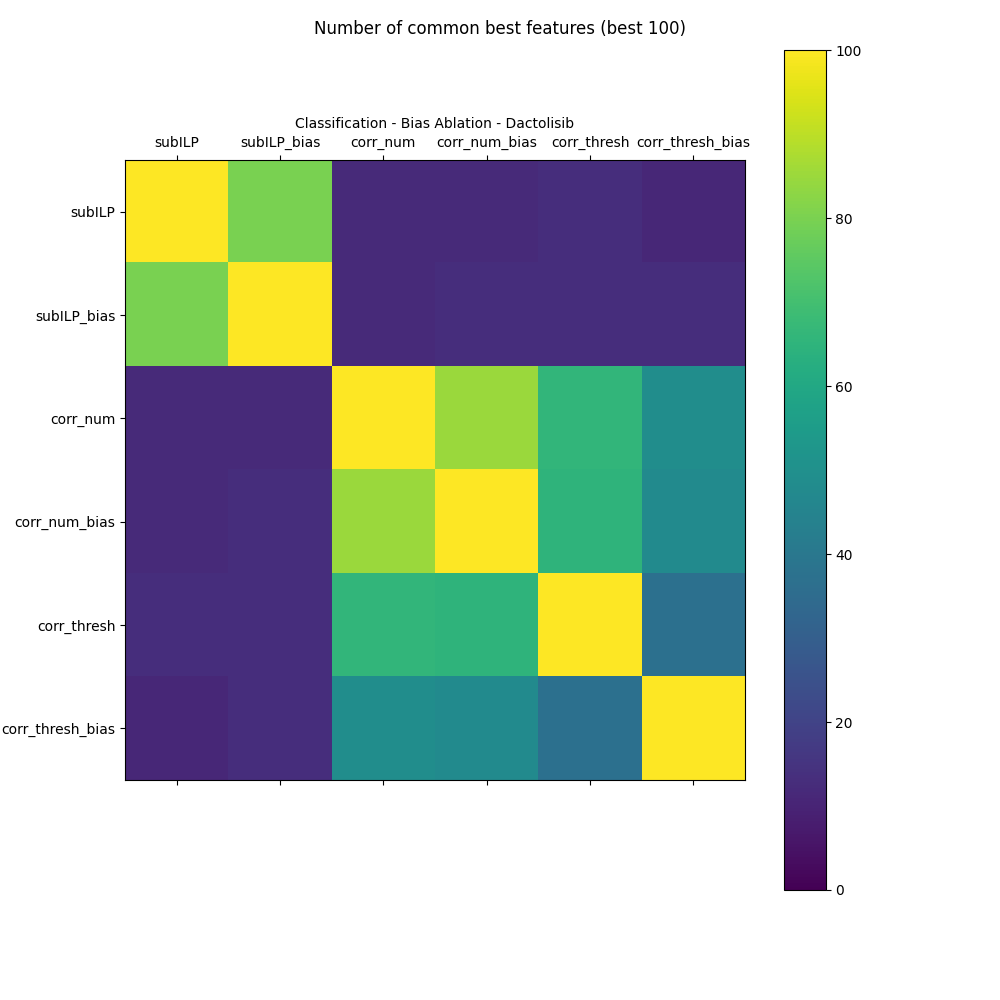 Number of common best features (best 100)
Classification - Bias Ablation - Dactolisib
subILP subILP_bias corr_num corr_num_bias corr_thresh corr_thresh_bias
subILP
subILP_bias
corr_num
corr_num_bias
corr_thresh
corr_thresh_bias
100
80
60
40
20
0